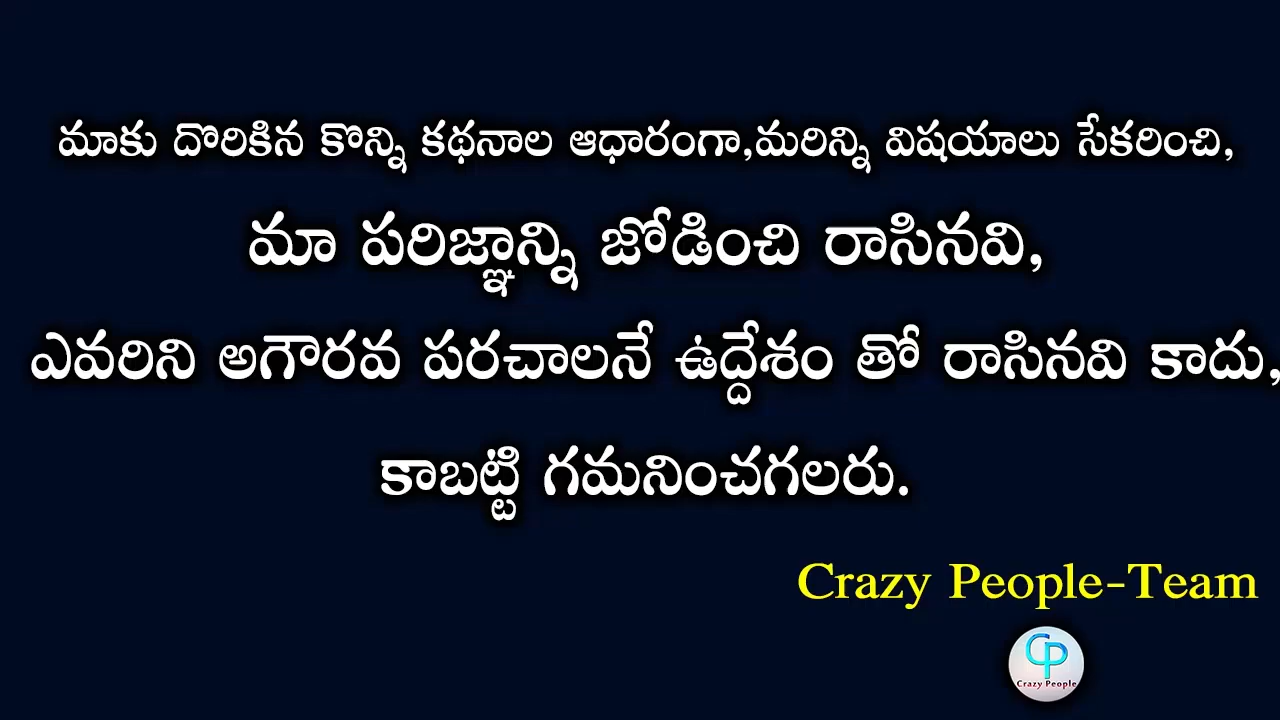 మాకు దొరికిన కొన్ని కథనాల ఆధారంగా,మరిన్ని విషయాలు సేకరించి,
మా పరిజ్ఞాన్ని జోడించి రాసినవి,
ఎవరిని అగౌరవ పరచాలనే ఉద్దేశం తో రాసినవి కాదు,
కాబట్టి గమనించగలరు.
Crazy People-Team
CP
Crazy People